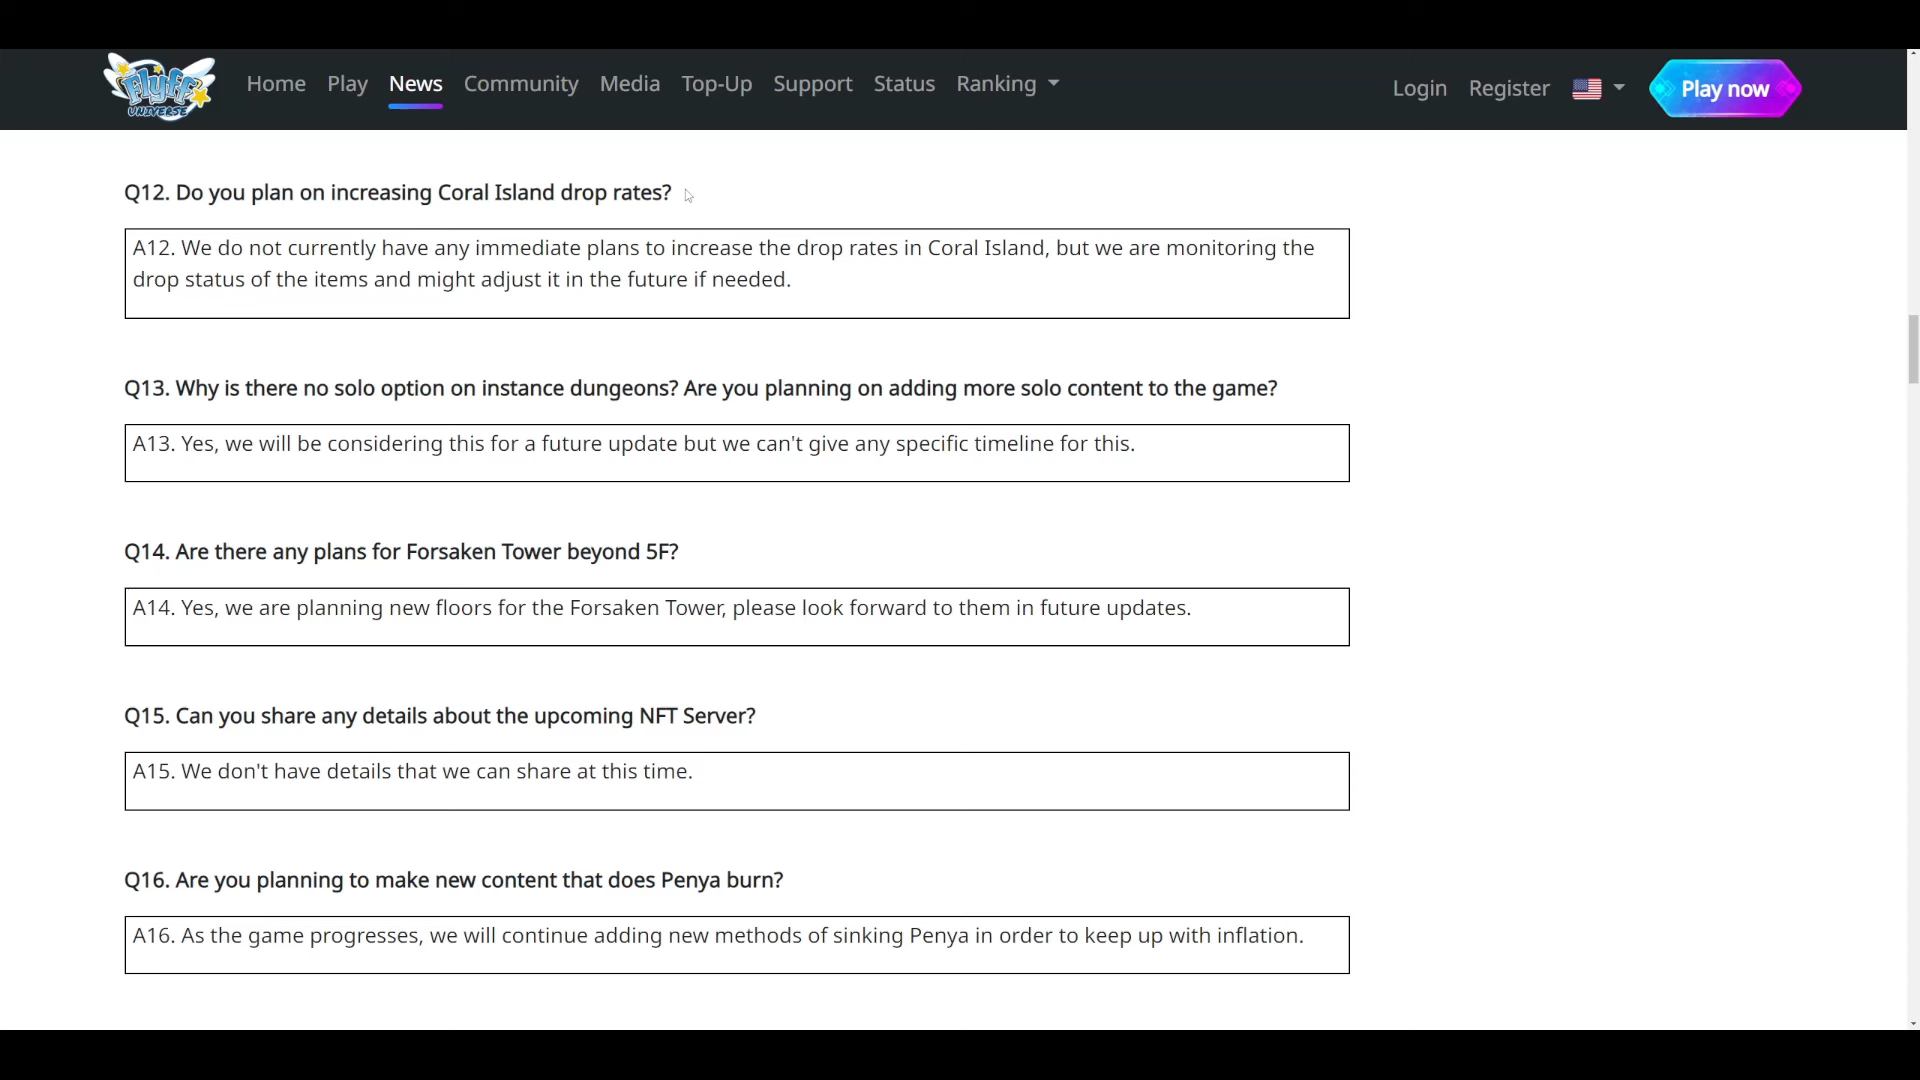 Flyff
UNIVERSE
Home Play News Community Media Top-Up Support Status Ranking Login Register Play now
Q12. Do you plan on increasing Coral Island drop rates?
A12. We do not currently have any immediate plans to increase the drop rates in Coral Island, but we are monitoring the
drop status of the items and might adjust it in the future if needed.
Q13. Why is there no solo option on instance dungeons? Are you planning on adding more solo content to the game?
A13. Yes, we will be considering this for a future update but we can't give any specific timeline for this.
Q14. Are there any plans for Forsaken Tower beyond 5F?
A14. Yes, we are planning new floors for the Forsaken Tower, please look forward to them in future updates.
Q15. Can you share any details about the upcoming NFT Server?
A15. We don't have details that we can share at this time.
Q16. Are you planning to make new content that does Penya burn?
A16. As the game progresses, we will continue adding new methods of sinking Penya in order to keep up with inflation.